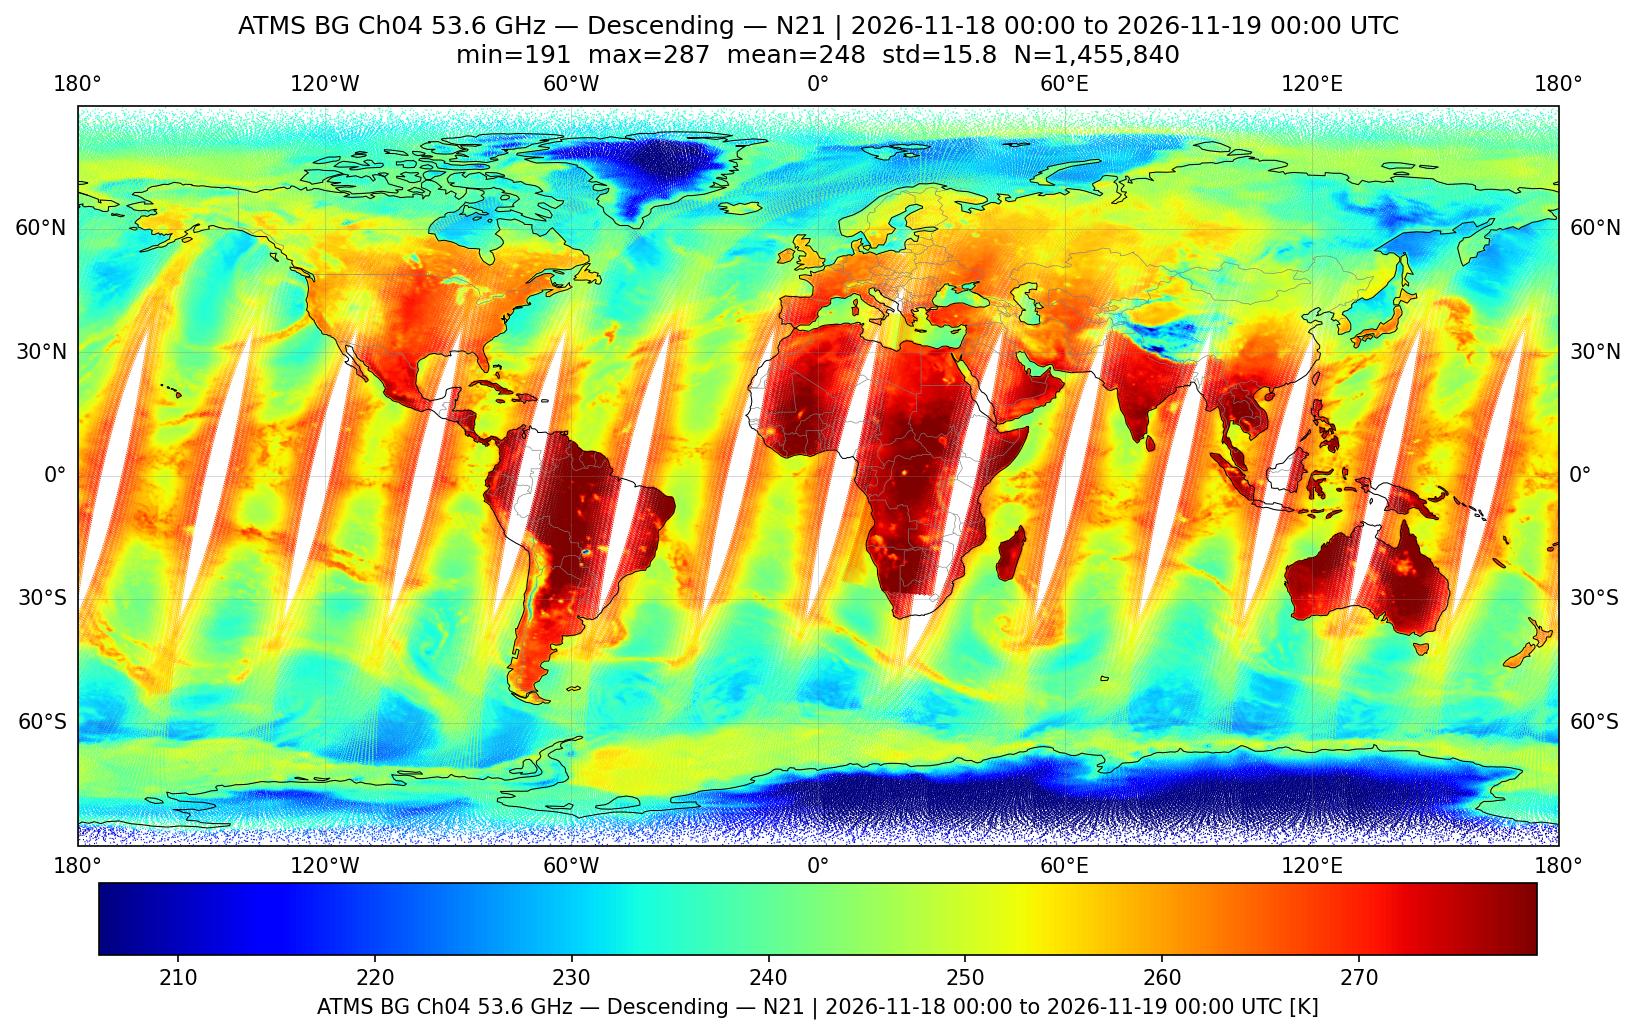 ATMS BG Ch04 53.6 GHz — Descending — N21 | 2026-11-18 00:00 to 2026-11-19 00:00 UTC
min=191  max=287  mean=248  std=15.8  N=1,455,840
180° 120°W 60°W 0° 60°E 120°E 180°
60°N 60°N
30°N 30°N
0° 0°
30°S 30°S
60°S 60°S
180° 120°W 60°W 0° 60°E 120°E 180°
210 220 230 240 250 260 270
ATMS BG Ch04 53.6 GHz — Descending — N21 | 2026-11-18 00:00 to 2026-11-19 00:00 UTC [K]